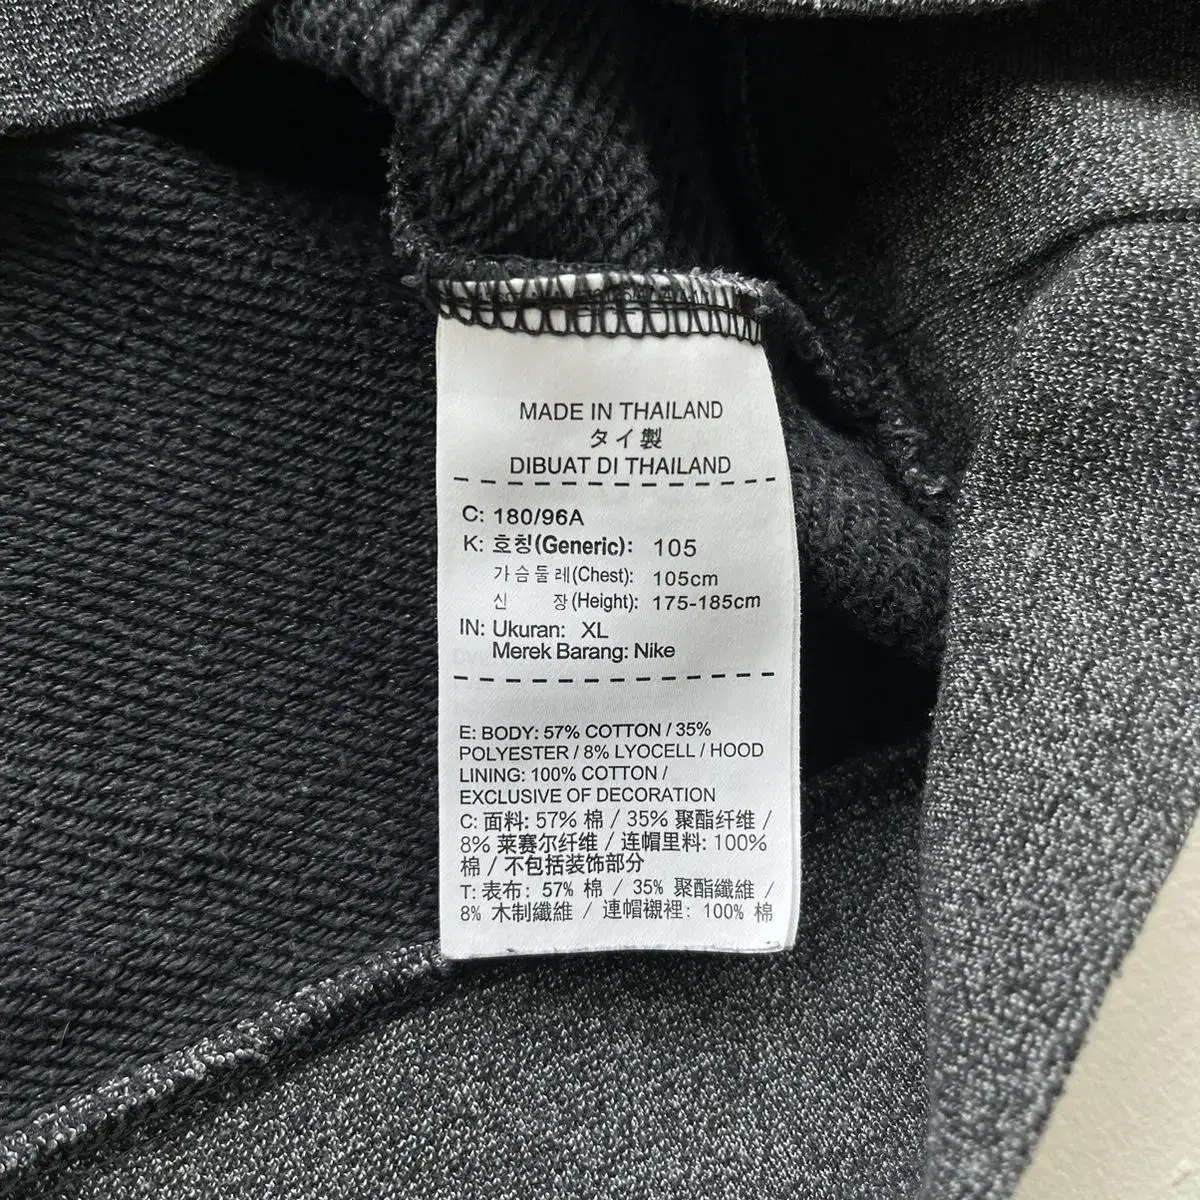 MADE IN THAILAND
タイ製
DIBUAT DI THAILAND
C: 180/96A
K: 호칭(Generic): 105
가슴둘레(Chest): 105cm
신 장(Height): 175-185cm
IN: Ukuran: XL
Merek Barang: Nike
E: BODY: 57% COTTON / 35%
POLYESTER / 8% LYOCELL / HOOD
LINING: 100% COTTON /
EXCLUSIVE OF DECORATION
C: 面料: 57% 棉 / 35% 聚酯纤维 /
8% 莱赛尔纤维 / 连帽里料: 100%
棉 / 不包括装饰部分
T: 表布: 57% 棉 / 35% 聚酯纖維 /
8% 木制纖維 / 連帽襯裡: 100% 棉